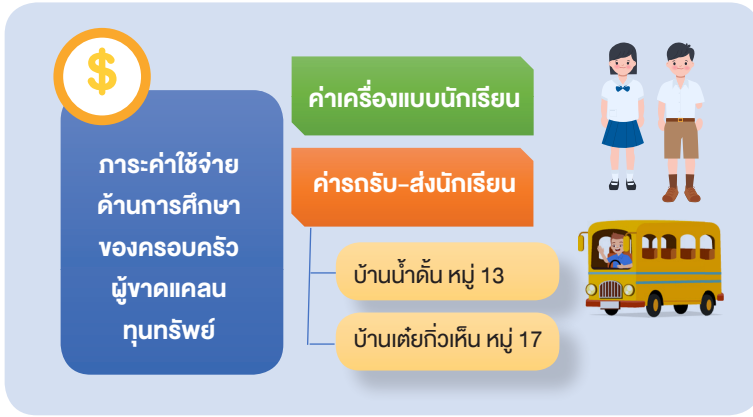 $
ภาระค่าใช้จ่าย
ด้านการศึกษา
ของครอบครัว
ผู้ขาดแคลน
ทุนทรัพย์
ค่าเครื่องแบบนักเรียน
ค่ารถรับ-ส่งนักเรียน
บ้านน้ำดั้น หมู่ 13
บ้านเต๋ยกิ่วเห็น หมู่ 17